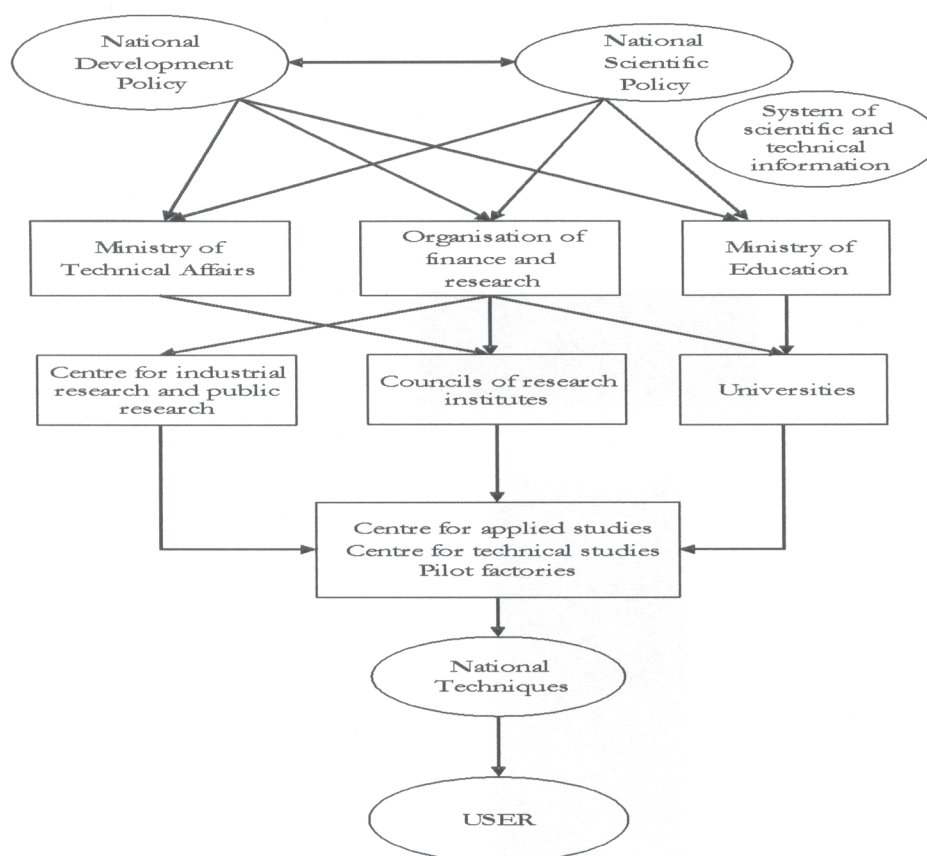 National
Development
Policy
National
Scientific
Policy
System of
scientific and
technical
information
Ministry of
Technical Affairs
Organisation of
finance and
research
Ministry of
Education
Centre for industrial
research and public
research
Councils of research
institutes
Universities
Centre for applied studies
Centre for technical studies
Pilot factories
National
Techniques
USER